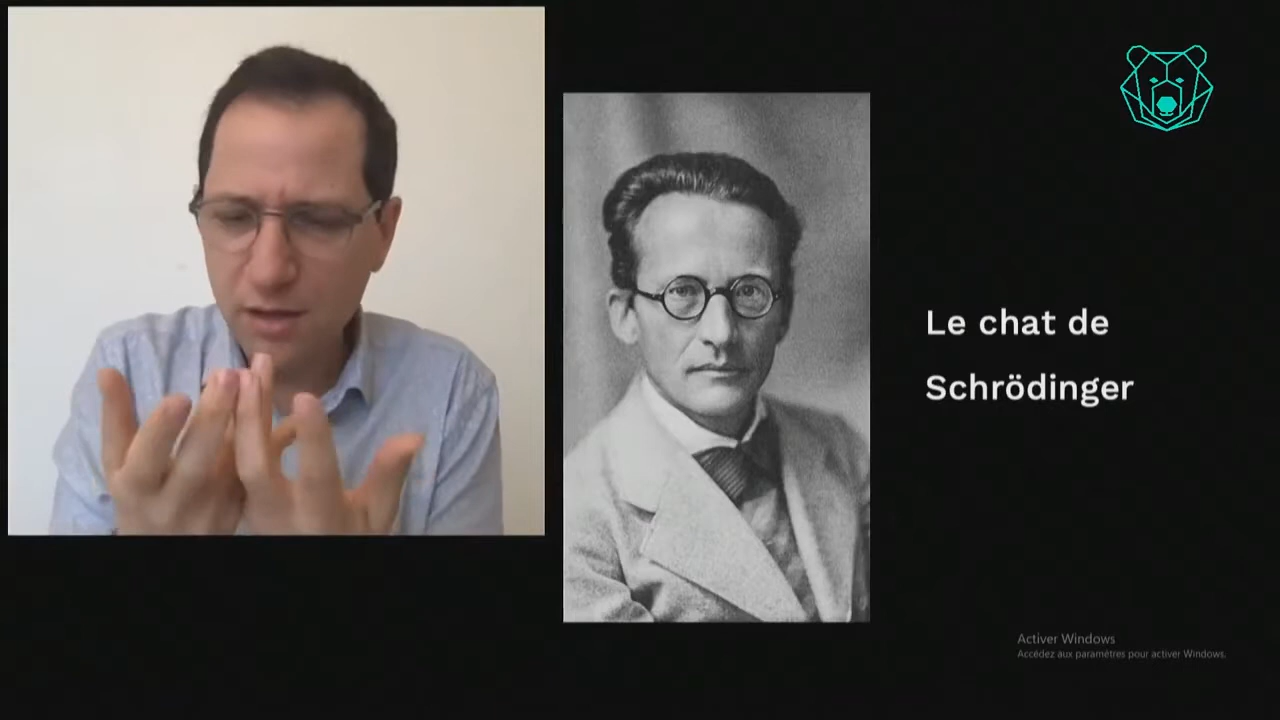 Le chat de
Schrödinger
Activer Windows
Accédez aux paramètres pour activer Windows.